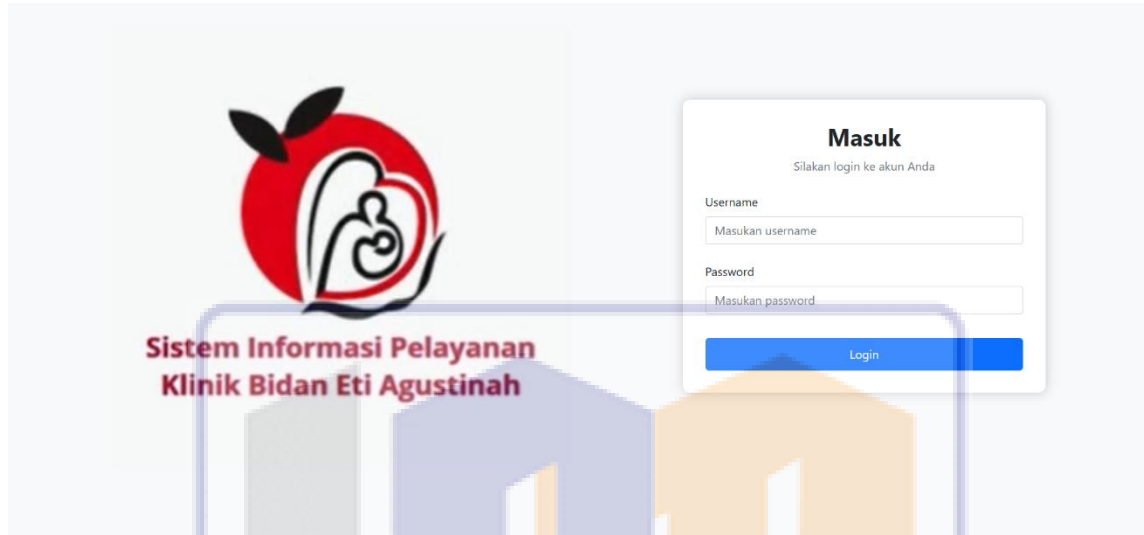 Sistem Informasi Pelayanan
Klinik Bidan Eti Agustinah
Masuk
Silakan login ke akun Anda
Username
Masukan username
Password
Masukan password
Login